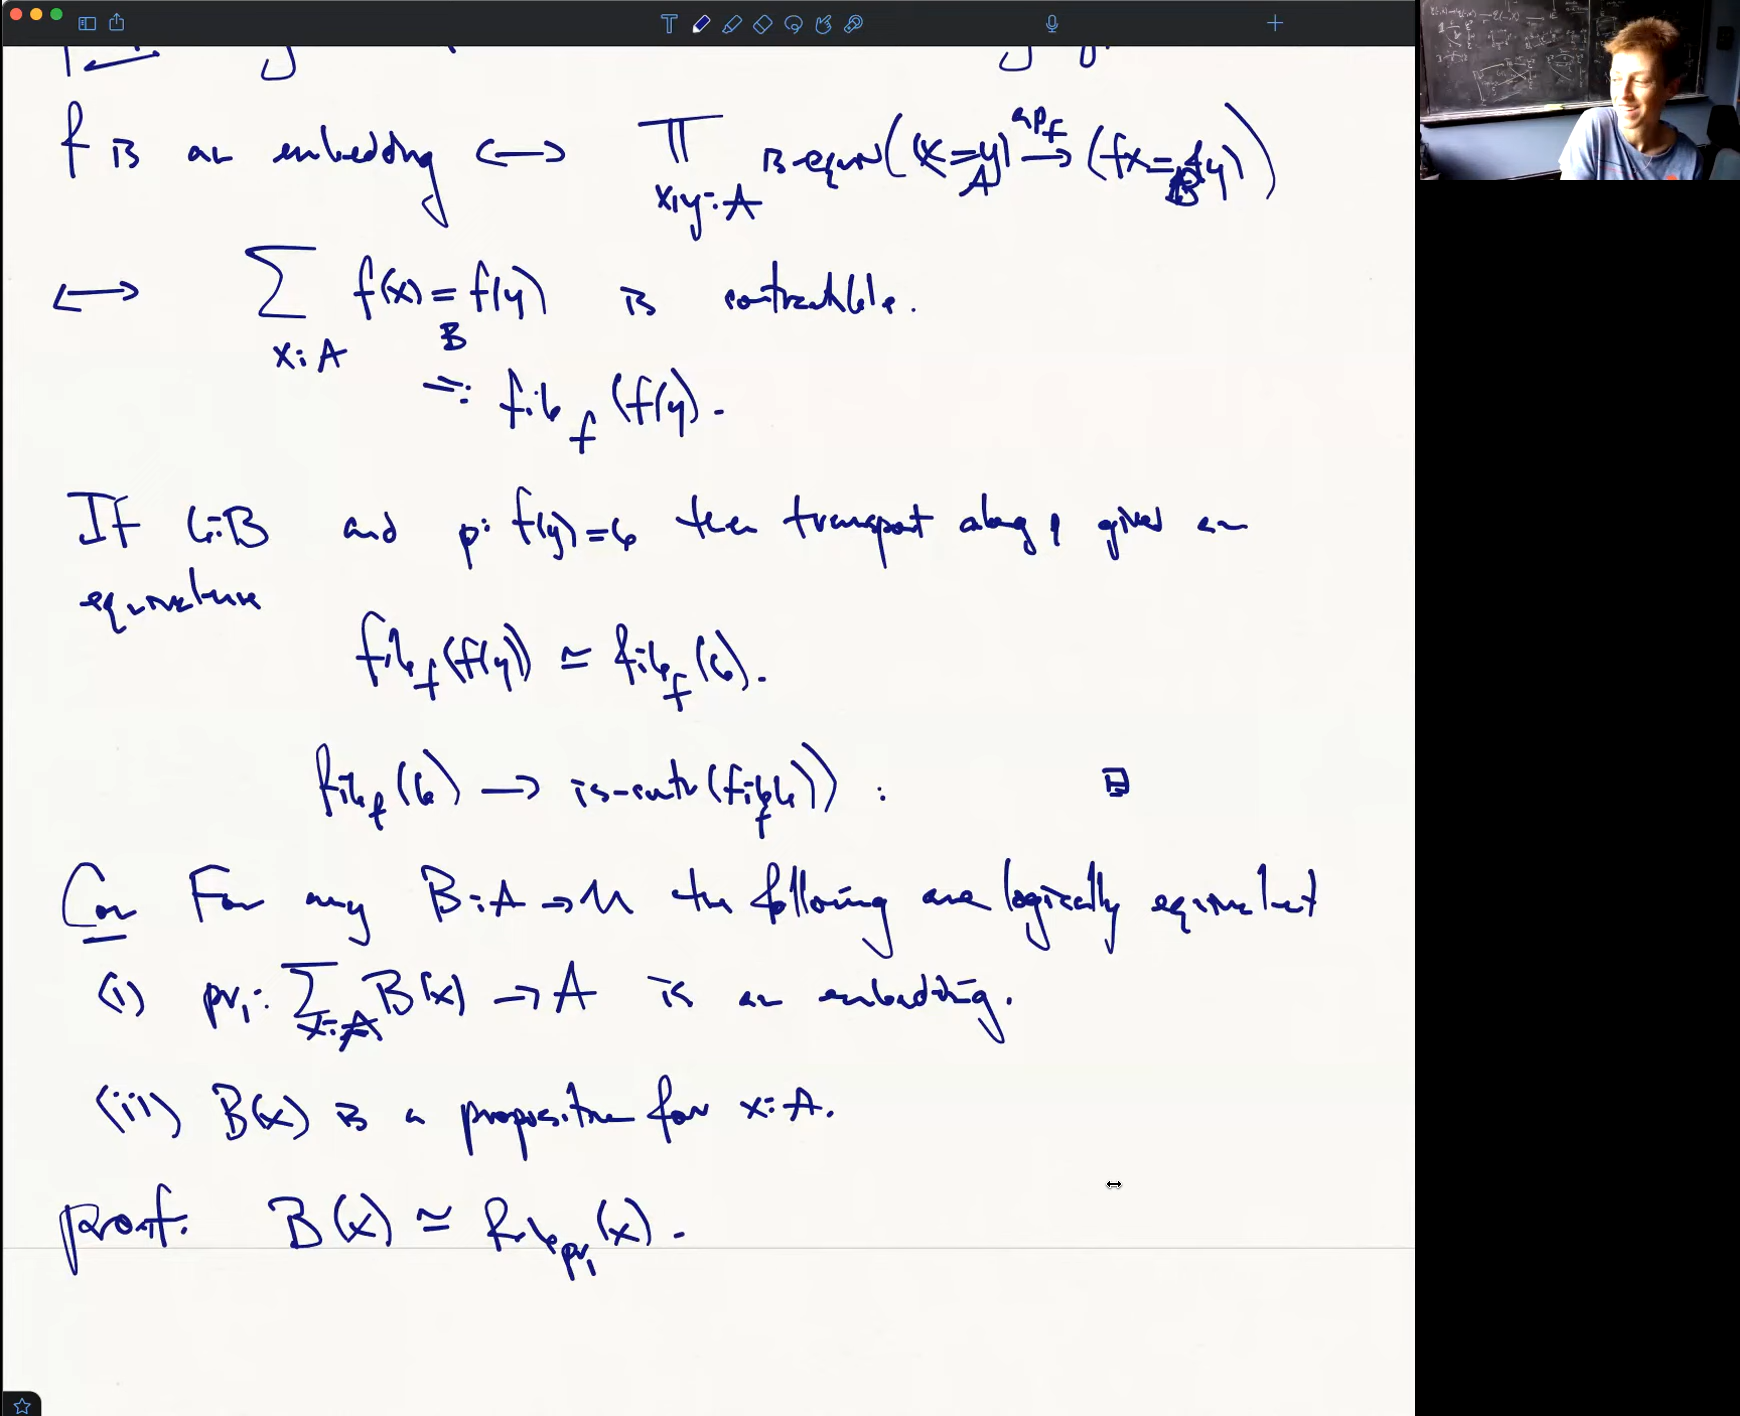 f is an embedding ⟷ ∏_{x,y:A} is-equiv((x =_A y) →^{ap_f} (fx =_B fy))
⟷ ∑_{x:A} f(x) =_B f(y) is contractible.
≕ fib_f (f(y).
If b:B and p: f(y)=b then transport along p gives an
equivalence
fib_f(f(y)) ≃ fib_f(b).
fib_f(b) → is-contr(fib_f b)) :
Cor For any B:A→U the following are logically equivalent
(i) pr₁: ∑_{x:A} B(x) → A is an embedding.
(ii) B(x) is a proposition for x:A.
proof: B(x) ≃ fib_{pr₁}(x).